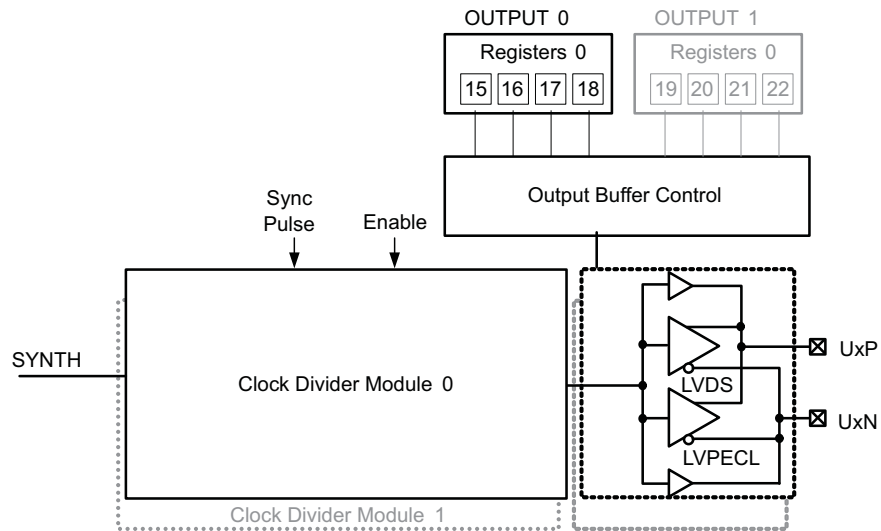 OUTPUT 0
OUTPUT 1
Registers 0
Registers 0
15 16 17 18
19 20 21 22
Output Buffer Control
Sync
Pulse
Enable
SYNTH
Clock Divider Module 0
UxP
LVDS
UxN
LVPECL
Clock Divider Module 1